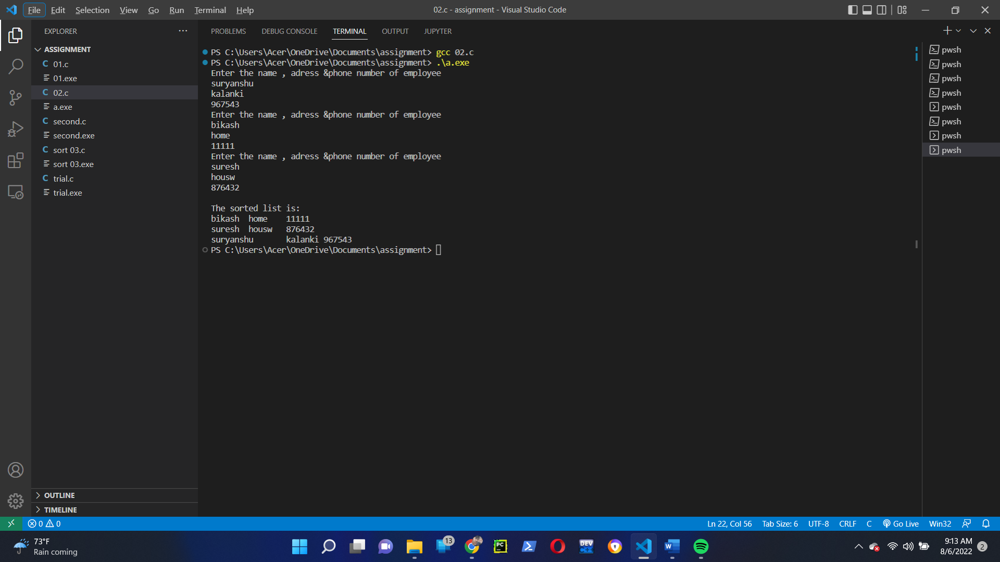 File Edit Selection View Go Run Terminal Help
02.c - assignment - Visual Studio Code
EXPLORER
ASSIGNMENT
01.c
01.exe
02.c
a.exe
second.c
second.exe
sort 03.c
sort 03.exe
trial.c
trial.exe
OUTLINE
TIMELINE
PROBLEMS DEBUG CONSOLE TERMINAL OUTPUT JUPYTER
PS C:\Users\Acer\OneDrive\Documents\assignment> gcc 02.c
PS C:\Users\Acer\OneDrive\Documents\assignment> .\a.exe
Enter the name , adress &phone number of employee
suryanshu
kalanki
967543
Enter the name , adress &phone number of employee
bikash
home
11111
Enter the name , adress &phone number of employee
suresh
housw
876432
The sorted list is:
bikash home 11111
suresh housw 876432
suryanshu kalanki 967543
PS C:\Users\Acer\OneDrive\Documents\assignment>
pwsh
pwsh
pwsh
pwsh
pwsh
pwsh
pwsh
pwsh
0 0
Ln 22, Col 56 Tab Size: 6 UTF-8 CRLF C Go Live Win32
73°F
Rain coming
13
PC
DEV
W
9:13 AM
8/6/2022
2